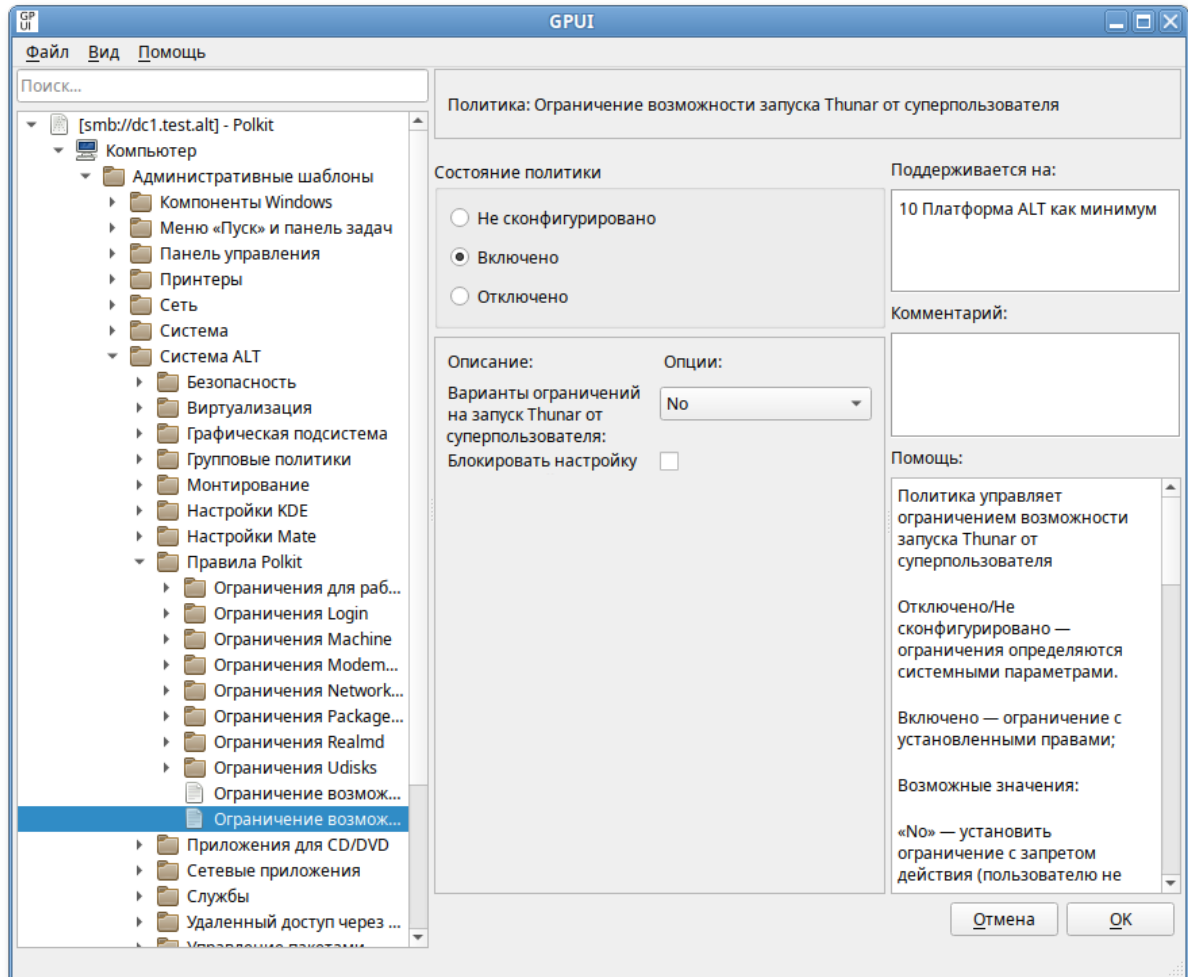 GPUI
GPUI
Файл Вид Помощь
Поиск...
[smb://dc1.test.alt] - Polkit
Компьютер
Административные шаблоны
Компоненты Windows
Меню «Пуск» и панель задач
Панель управления
Принтеры
Сеть
Система
Система ALT
Безопасность
Виртуализация
Графическая подсистема
Групповые политики
Монтирование
Настройки KDE
Настройки Mate
Правила Polkit
Ограничения для раб...
Ограничения Login
Ограничения Machine
Ограничения Modem...
Ограничения Network...
Ограничения Package...
Ограничения Realmd
Ограничения Udisks
Ограничение возмож...
Ограничение возмож...
Приложения для CD/DVD
Сетевые приложения
Службы
Удаленный доступ через ...
Управление пакетами
Политика: Ограничение возможности запуска Thunar от суперпользователя
Состояние политики
Не сконфигурировано
Включено
Отключено
Описание: Опции:
Варианты ограничений
на запуск Thunar от
суперпользователя:
No
Блокировать настройку
Поддерживается на:
10 Платформа ALT как минимум
Комментарий:
Помощь:
Политика управляет
ограничением возможности
запуска Thunar от
суперпользователя
Отключено/Не
сконфигурировано —
ограничения определяются
системными параметрами.
Включено — ограничение с
установленными правами;
Возможные значения:
«No» — установить
ограничение с запретом
действия (пользователю не
Отмена OK